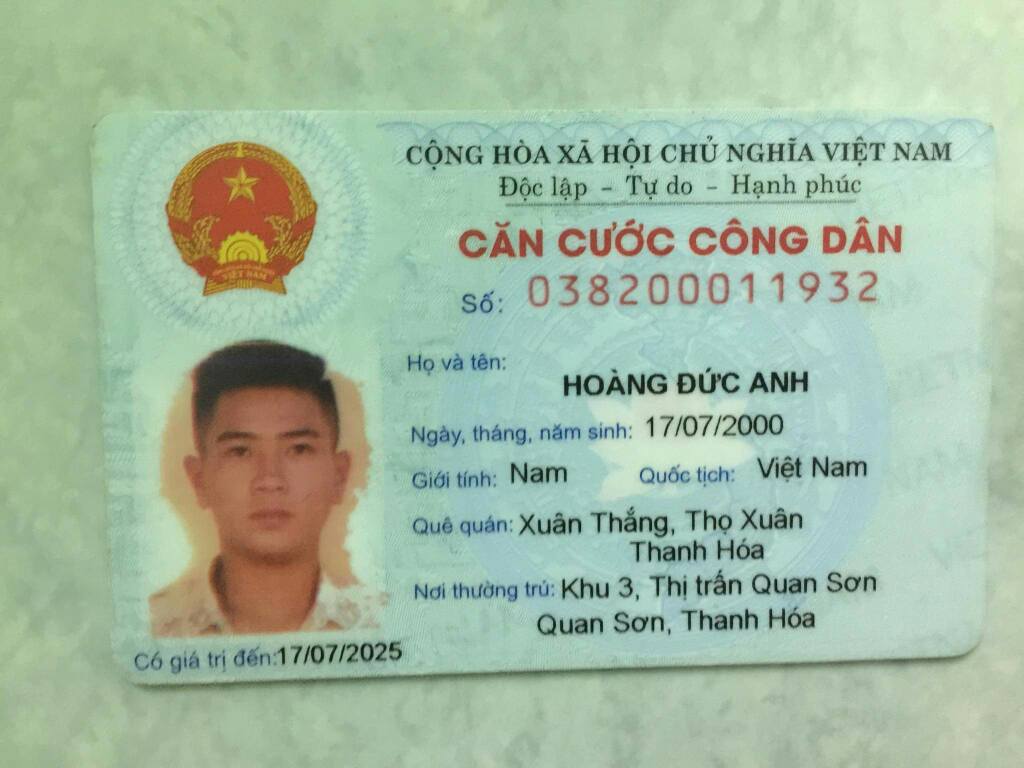 CỘNG HÒA XÃ HỘI CHỦ NGHĨA VIỆT NAM
Độc lập - Tự do - Hạnh phúc
CĂN CƯỚC CÔNG DÂN
Số: 038200011932
Họ và tên:
HOÀNG ĐỨC ANH
Ngày, tháng, năm sinh: 17/07/2000
Giới tính: Nam Quốc tịch: Việt Nam
Quê quán: Xuân Thắng, Thọ Xuân
Thanh Hóa
Nơi thường trú: Khu 3, Thị trấn Quan Sơn
Quan Sơn, Thanh Hóa
Có giá trị đến: 17/07/2025
VIỆT NAM